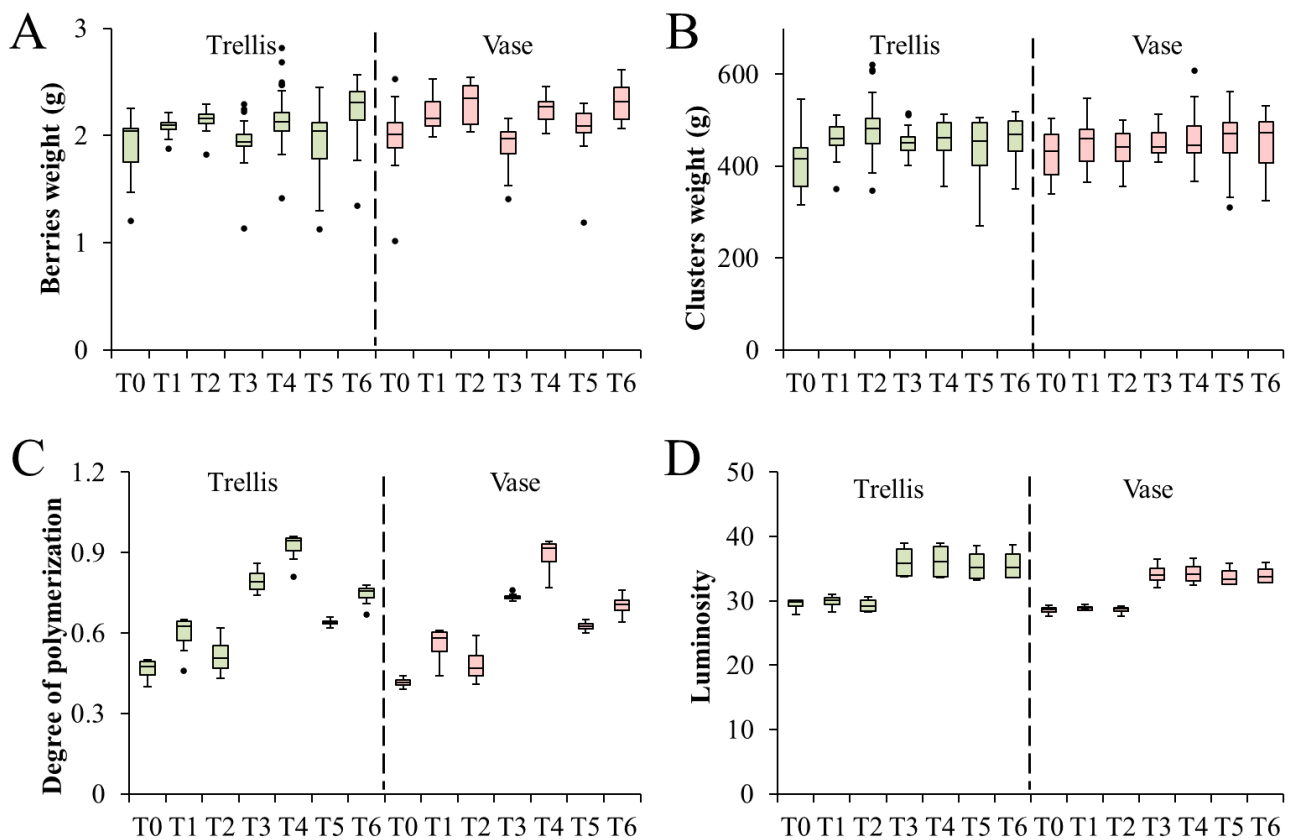 A
Trellis
Vase
Berries weight (g)
3
2
1
0
T0 T1 T2 T3 T4 T5 T6 T0 T1 T2 T3 T4 T5 T6
B
Trellis
Vase
Clusters weight (g)
600
400
200
0
T0 T1 T2 T3 T4 T5 T6 T0 T1 T2 T3 T4 T5 T6
C
Trellis
Vase
Degree of polymerization
1.2
0.9
0.6
0.3
0
T0 T1 T2 T3 T4 T5 T6 T0 T1 T2 T3 T4 T5 T6
D
Trellis
Vase
Luminosity
50
40
30
20
10
0
T0 T1 T2 T3 T4 T5 T6 T0 T1 T2 T3 T4 T5 T6